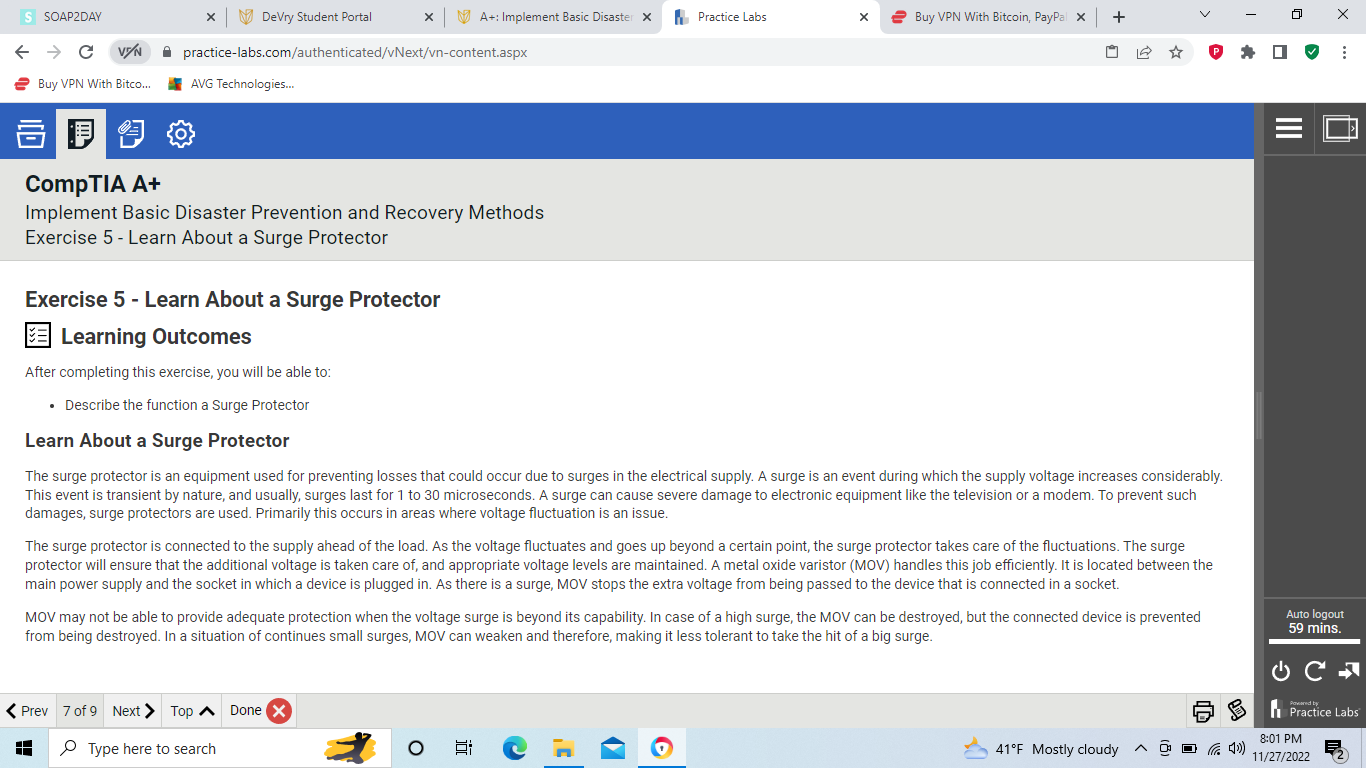 SOAP2DAY
DeVry Student Portal
A+: Implement Basic Disaster
Practice Labs
Buy VPN With Bitcoin, PayPal
VPN
practice-labs.com/authenticated/vNext/vn-content.aspx
Buy VPN With Bitco...
AVG Technologies...
CompTIA A+
Implement Basic Disaster Prevention and Recovery Methods
Exercise 5 - Learn About a Surge Protector
Exercise 5 - Learn About a Surge Protector
Learning Outcomes
After completing this exercise, you will be able to:
• Describe the function a Surge Protector
Learn About a Surge Protector
The surge protector is an equipment used for preventing losses that could occur due to surges in the electrical supply. A surge is an event during which the supply voltage increases considerably.
This event is transient by nature, and usually, surges last for 1 to 30 microseconds. A surge can cause severe damage to electronic equipment like the television or a modem. To prevent such
damages, surge protectors are used. Primarily this occurs in areas where voltage fluctuation is an issue.
The surge protector is connected to the supply ahead of the load. As the voltage fluctuates and goes up beyond a certain point, the surge protector takes care of the fluctuations. The surge
protector will ensure that the additional voltage is taken care of, and appropriate voltage levels are maintained. A metal oxide varistor (MOV) handles this job efficiently. It is located between the
main power supply and the socket in which a device is plugged in. As there is a surge, MOV stops the extra voltage from being passed to the device that is connected in a socket.
MOV may not be able to provide adequate protection when the voltage surge is beyond its capability. In case of a high surge, the MOV can be destroyed, but the connected device is prevented
from being destroyed. In a situation of continues small surges, MOV can weaken and therefore, making it less tolerant to take the hit of a big surge.
Auto logout
59 mins.
Powered by
Practice Labs
Prev
7 of 9
Next
Top
Done
Type here to search
41°F Mostly cloudy
8:01 PM
11/27/2022
2